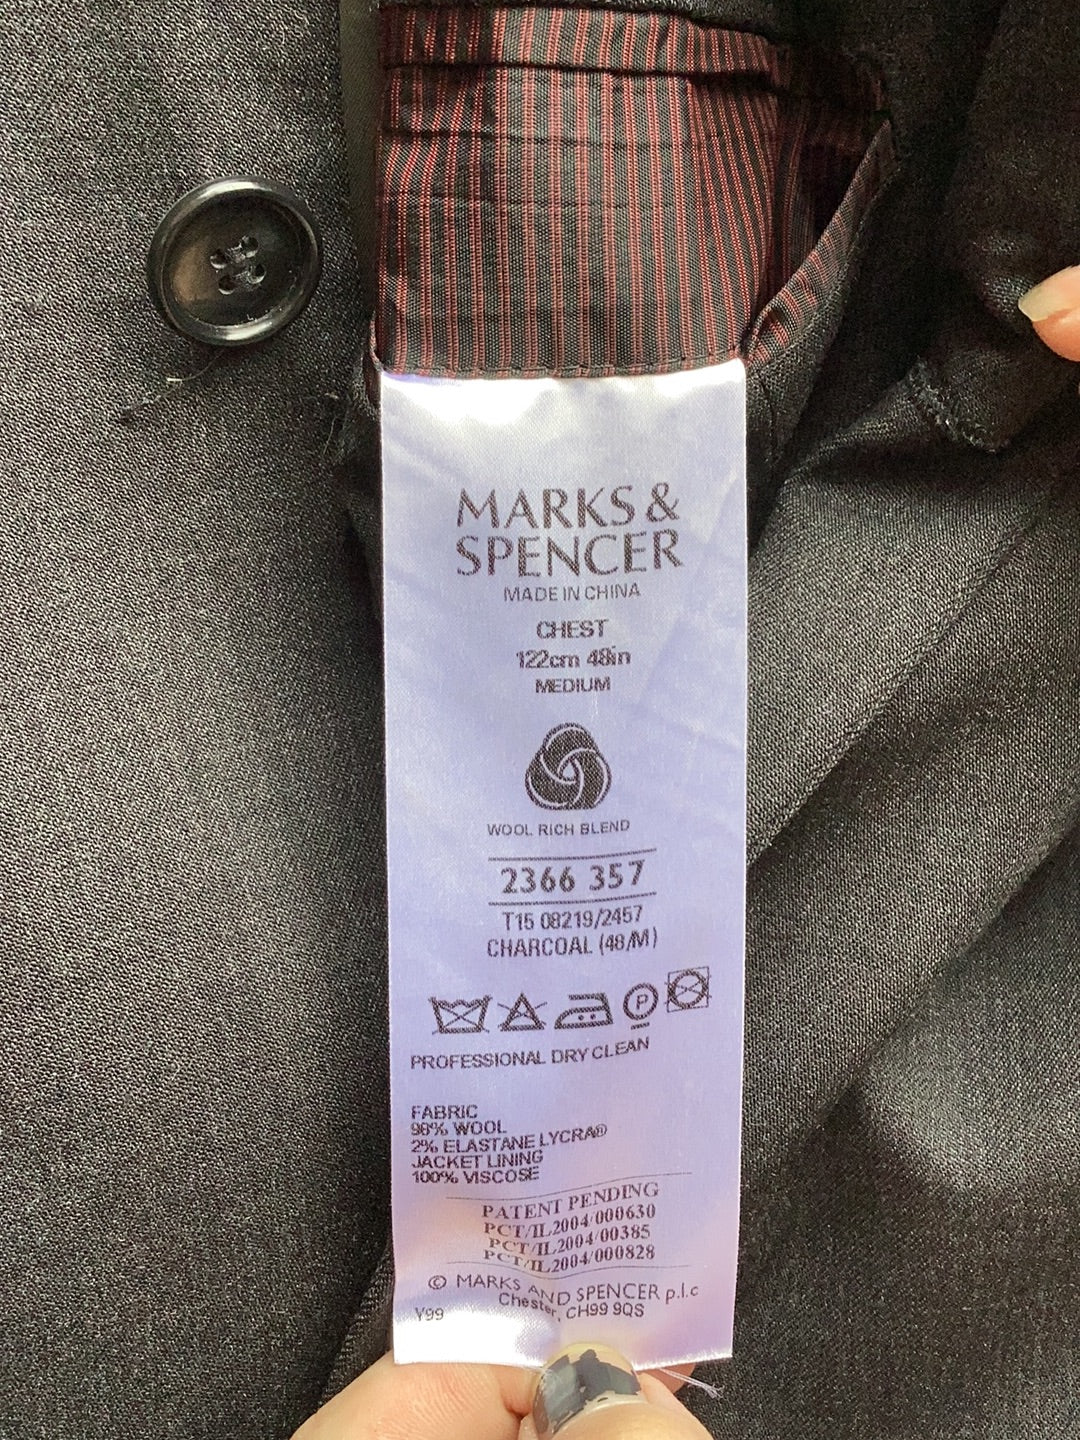 MARKS &
SPENCER
MADE IN CHINA
CHEST
122cm 48in
MEDIUM
WOOL RICH BLEND
2366 357
T15 08219/2457
CHARCOAL (48/M)
P
PROFESSIONAL DRY CLEAN
FABRIC
98% WOOL
2% ELASTANE LYCRA®
JACKET LINING
100% VISCOSE
PATENT PENDING
PCT/IL2004/000630
PCT/IL2004/00385
PCT/IL2004/000828
© MARKS AND SPENCER p.l.c
Chester, CH99 9QS
Y99